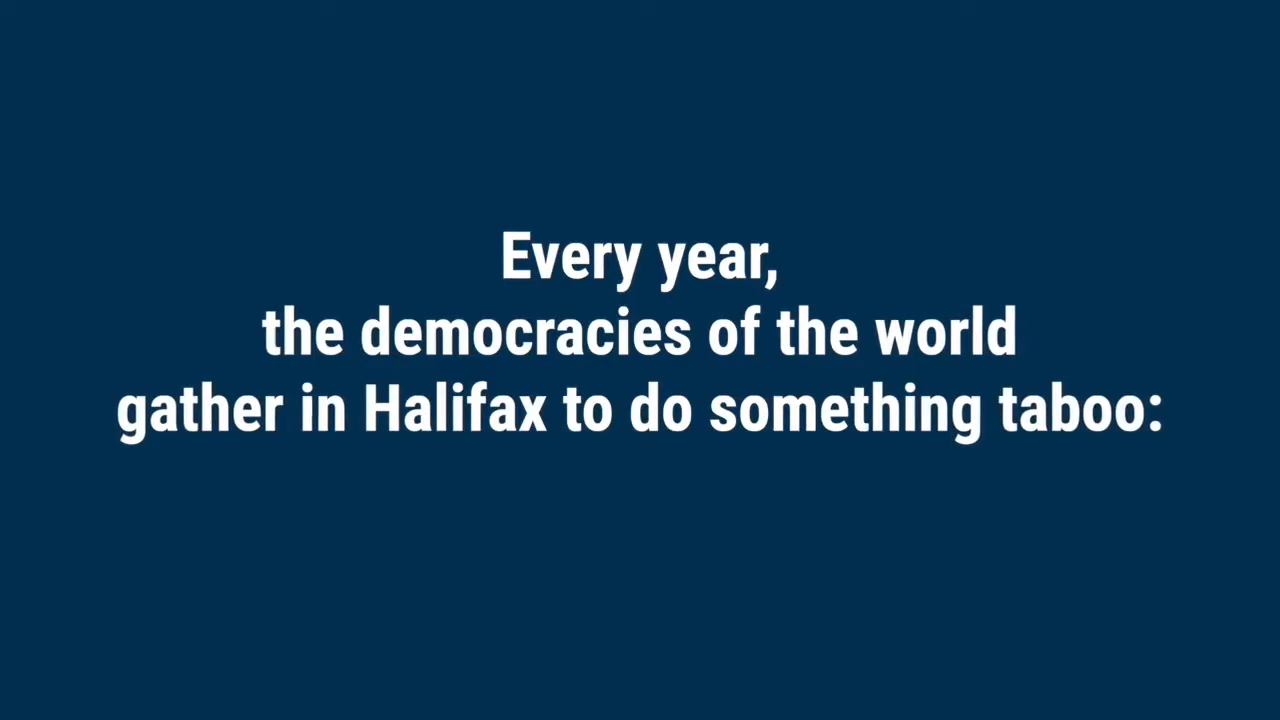 Every year,
the democracies of the world
gather in Halifax to do something taboo: